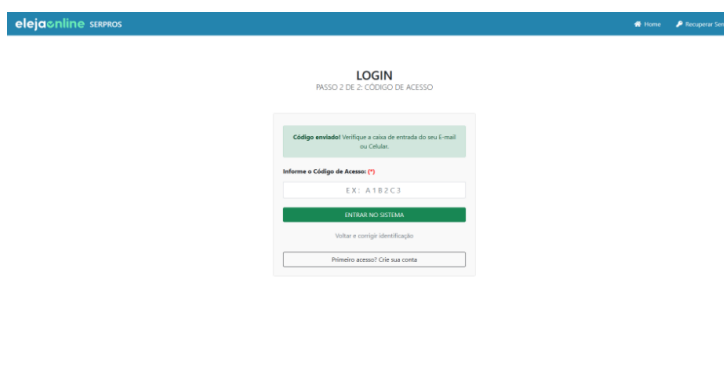 elejaonline SERPROS
Home
Recuperar
LOGIN
PASSO 2 DE 2: CÓDIGO DE ACESSO
Código enviado! Verifique a caixa de entrada do seu E-mail
ou Celular.
Informe o Código de Acesso: (*)
EX: A1B2C3
ENTRAR NO SISTEMA
Voltar e corrigir identificação
Primeiro acesso? Crie sua conta